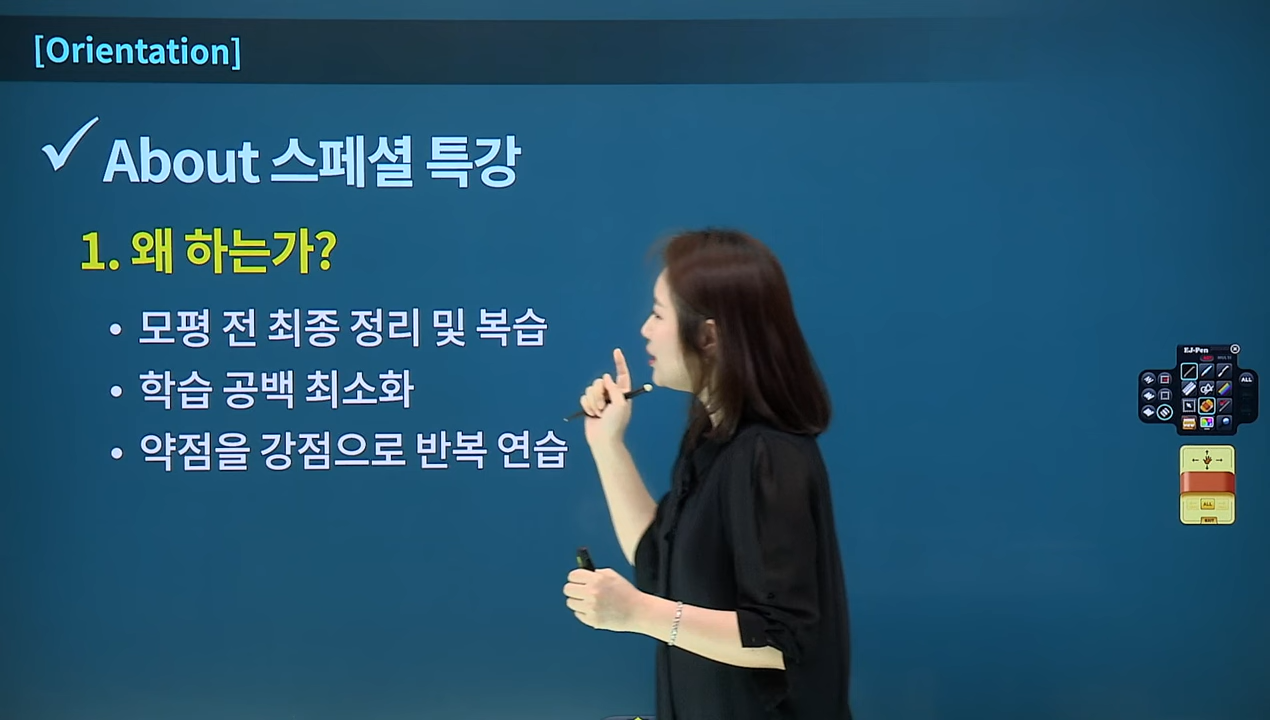 [Orientation]
✓ About 스페셜 특강
1. 왜 하는가?
• 모평 전 최종 정리 및 복습
• 학습 공백 최소화
• 약점을 강점으로 반복 연습
EJ-Pen
ALL
ALL
EXIT